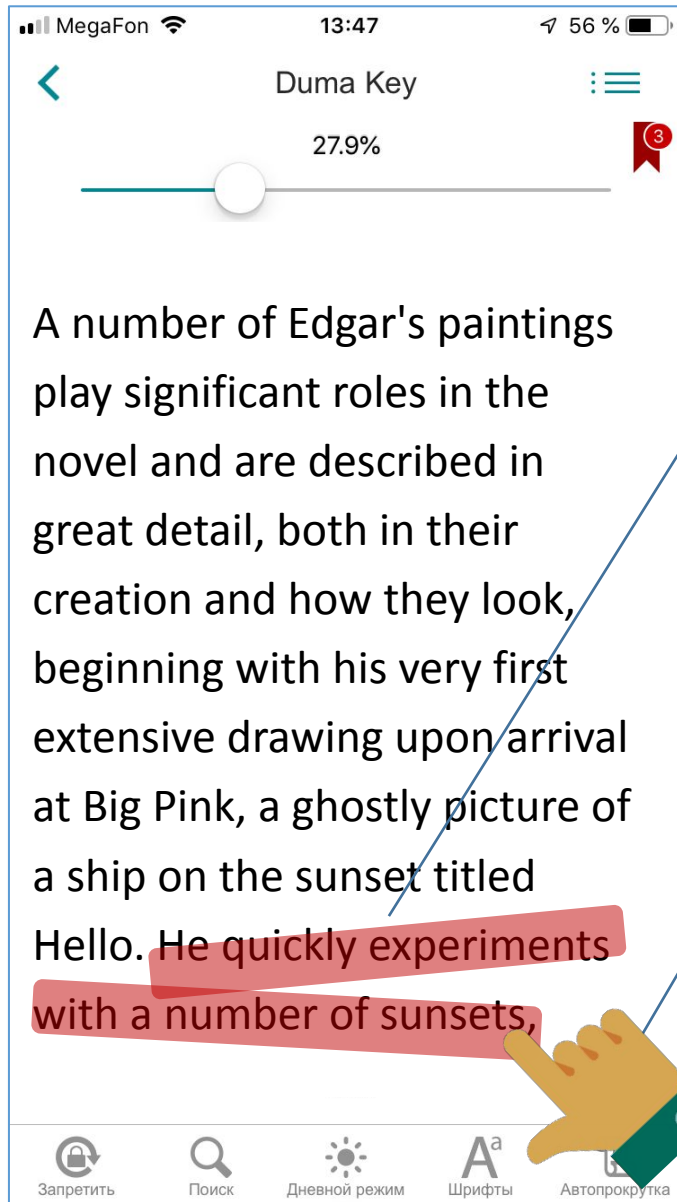 MegaFon 13:47 56 %
Duma Key
27.9%
3
A number of Edgar's paintings
play significant roles in the
novel and are described in
great detail, both in their
creation and how they look,
beginning with his very first
extensive drawing upon arrival
at Big Pink, a ghostly picture of
a ship on the sunset titled
Hello. He quickly experiments
with a number of sunsets,
Aa
Запретить Поиск Дневной режим Шрифты Автопрокрутка